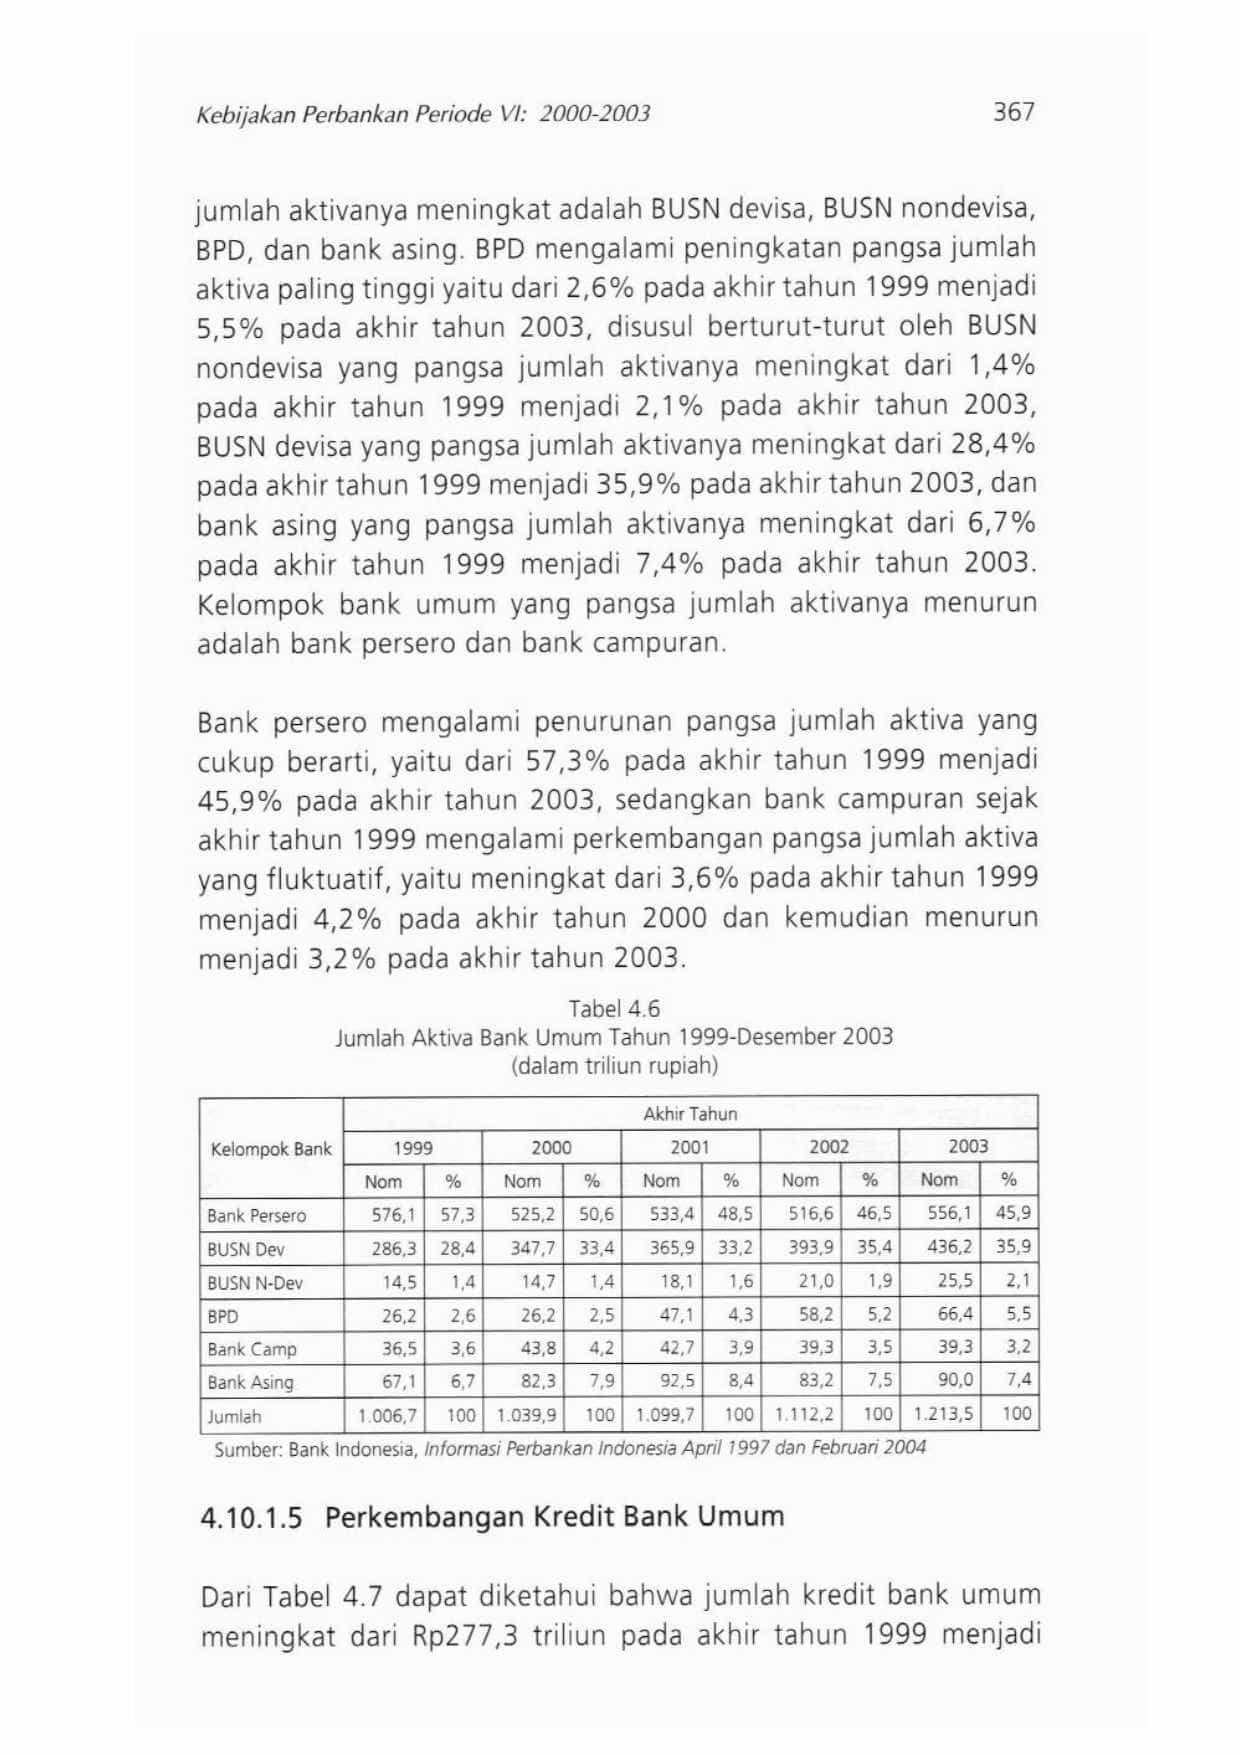 Kebijakan Perbankan Periode VI: 2000-2003 367
jumlah aktivanya meningkat adalah BUSN devisa, BUSN nondevisa,
BPD, dan bank asing. BPD mengalami peningkatan pangsa jumlah
aktiva paling tinggi yaitu dari 2,6% pada akhir tahun 1999 menjadi
5,5% pada akhir tahun 2003, disusul berturut-turut oleh BUSN
nondevisa yang pangsa jumlah aktivanya meningkat dari 1,4%
pada akhir tahun 1999 menjadi 2,1% pada akhir tahun 2003,
BUSN devisa yang pangsa jumlah aktivanya meningkat dari 28,4%
pada akhir tahun 1999 menjadi 35,9% pada akhir tahun 2003, dan
bank asing yang pangsa jumlah aktivanya meningkat dari 6,7%
pada akhir tahun 1999 menjadi 7,4% pada akhir tahun 2003.
Kelompok bank umum yang pangsa jumlah aktivanya menurun
adalah bank persero dan bank campuran.
Bank persero mengalami penurunan pangsa jumlah aktiva yang
cukup berarti, yaitu dari 57,3% pada akhir tahun 1999 menjadi
45,9% pada akhir tahun 2003, sedangkan bank campuran sejak
akhir tahun 1999 mengalami perkembangan pangsa jumlah aktiva
yang fluktuatif, yaitu meningkat dari 3,6% pada akhir tahun 1999
menjadi 4,2% pada akhir tahun 2000 dan kemudian menurun
menjadi 3,2% pada akhir tahun 2003.
Tabel 4.6
Jumlah Aktiva Bank Umum Tahun 1999-Desember 2003
(dalam triliun rupiah)
Akhir Tahun
Kelompok Bank 1999 2000 2001 2002 2003
Nom % Nom % Nom % Nom % Nom %
Bank Persero 576,1 57,3 525,2 50,6 533,4 48,5 516,6 46,5 556,1 45,9
BUSN Dev 286,3 28,4 347,7 33,4 365,9 33,2 393,9 35,4 436,2 35,9
BUSN N-Dev 14,5 1,4 14,7 1,4 18,1 1,6 21,0 1,9 25,5 2,1
BPD 26,2 2,6 26,2 2,5 47,1 4,3 58,2 5,2 66,4 5,5
Bank Camp 36,5 3,6 43,8 4,2 42,7 3,9 39,3 3,5 39,3 3,2
Bank Asing 67,1 6,7 82,3 7,9 92,5 8,4 83,2 7,5 90,0 7,4
Jumlah 1.006,7 100 1.039,9 100 1.099,7 100 1.112,2 100 1.213,5 100
Sumber: Bank Indonesia, Informasi Perbankan Indonesia April 1997 dan Februari 2004
4.10.1.5 Perkembangan Kredit Bank Umum
Dari Tabel 4.7 dapat diketahui bahwa jumlah kredit bank umum
meningkat dari Rp277,3 triliun pada akhir tahun 1999 menjadi